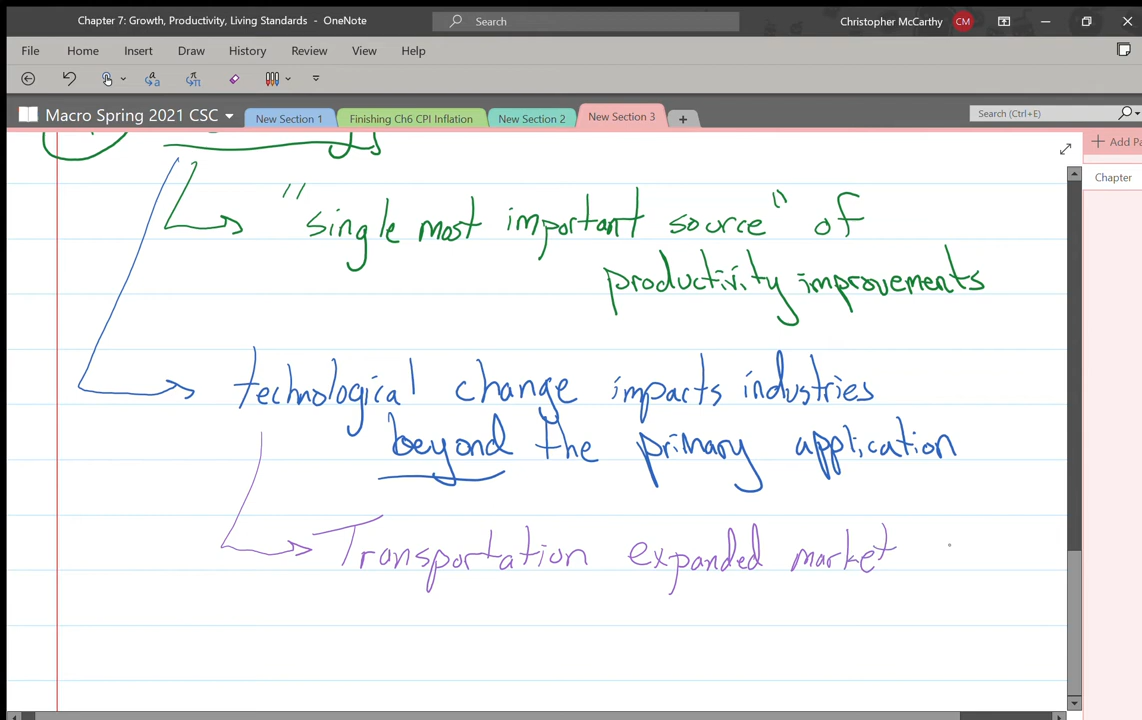 Chapter 7: Growth, Productivity, Living Standards - OneNote
Search
Christopher McCarthy CM
File Home Insert Draw History Review View Help
Macro Spring 2021 CSC
New Section 1
Finishing Ch6 CPI Inflation
New Section 2
New Section 3
Search (Ctrl+E)
Add Pa
Chapter
"single most important source" of
productivity improvements
technological change impacts industries
beyond the primary application
Transportation expanded market